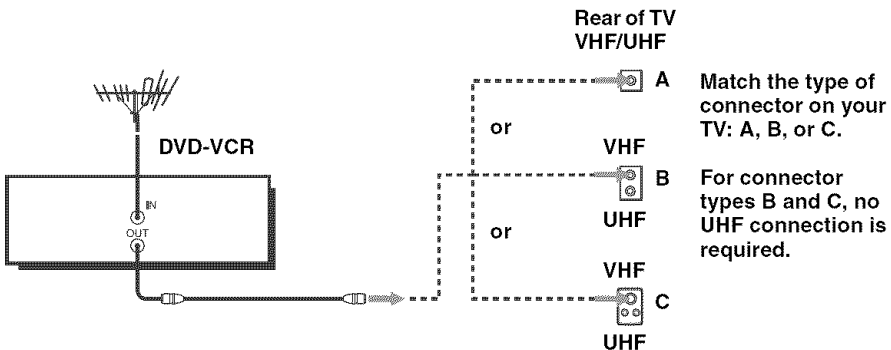 Rear of TV
VHF/UHF
A
Match the type of
connector on your
TV: A, B, or C.
or
DVD-VCR
VHF
B
For connector
types B and C, no
UHF connection is
required.
IN
OUT
UHF
or
VHF
C
UHF